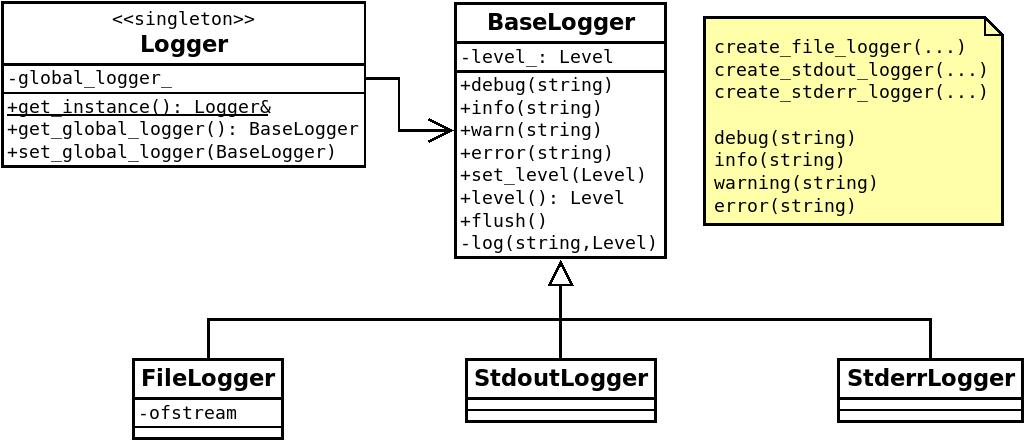 <<singleton>>
Logger
-global_logger_
+get_instance(): Logger&
+get_global_logger(): BaseLogger
+set_global_logger(BaseLogger)
BaseLogger
-level_: Level
+debug(string)
+info(string)
+warn(string)
+error(string)
+set_level(Level)
+level(): Level
+flush()
-log(string,Level)
create_file_logger(...)
create_stdout_logger(...)
create_stderr_logger(...)
debug(string)
info(string)
warning(string)
error(string)
FileLogger
-ofstream
StdoutLogger
StderrLogger